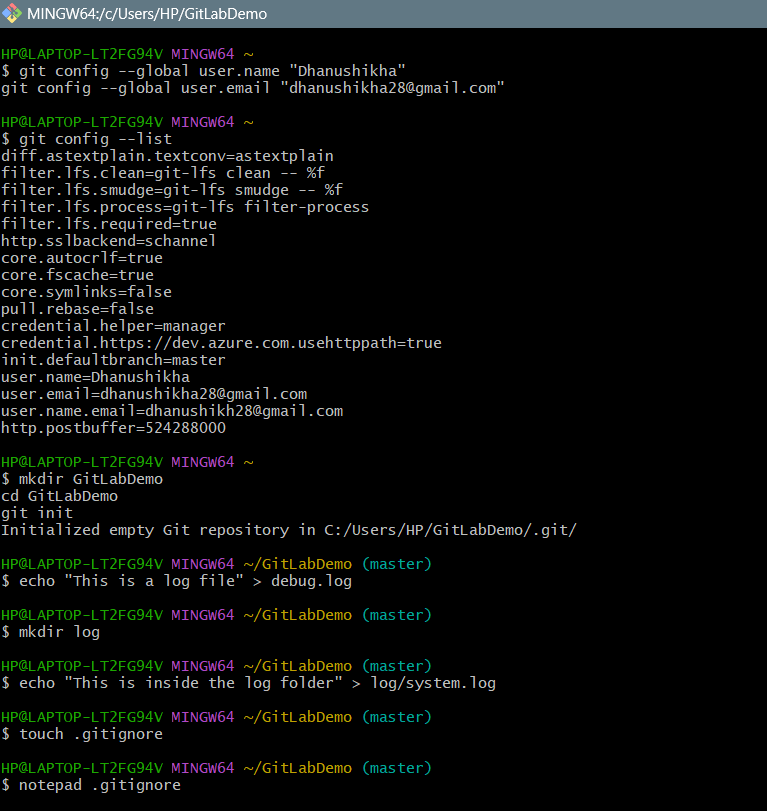 MINGW64:/c/Users/HP/GitLabDemo
HP@LAPTOP-LT2FG94V MINGW64 ~
$ git config --global user.name "Dhanushikha"
git config --global user.email "dhanushikha28@gmail.com"
HP@LAPTOP-LT2FG94V MINGW64 ~
$ git config --list
diff.astextplain.textconv=astextplain
filter.lfs.clean=git-lfs clean -- %f
filter.lfs.smudge=git-lfs smudge -- %f
filter.lfs.process=git-lfs filter-process
filter.lfs.required=true
http.sslbackend=schannel
core.autocrlf=true
core.fscache=true
core.symlinks=false
pull.rebase=false
credential.helper=manager
credential.https://dev.azure.com.usehttppath=true
init.defaultbranch=master
user.name=Dhanushikha
user.email=dhanushikha28@gmail.com
user.name.email=dhanushikh28@gmail.com
http.postbuffer=524288000
HP@LAPTOP-LT2FG94V MINGW64 ~
$ mkdir GitLabDemo
cd GitLabDemo
git init
Initialized empty Git repository in C:/Users/HP/GitLabDemo/.git/
HP@LAPTOP-LT2FG94V MINGW64 ~/GitLabDemo (master)
$ echo "This is a log file" > debug.log
HP@LAPTOP-LT2FG94V MINGW64 ~/GitLabDemo (master)
$ mkdir log
HP@LAPTOP-LT2FG94V MINGW64 ~/GitLabDemo (master)
$ echo "This is inside the log folder" > log/system.log
HP@LAPTOP-LT2FG94V MINGW64 ~/GitLabDemo (master)
$ touch .gitignore
HP@LAPTOP-LT2FG94V MINGW64 ~/GitLabDemo (master)
$ notepad .gitignore